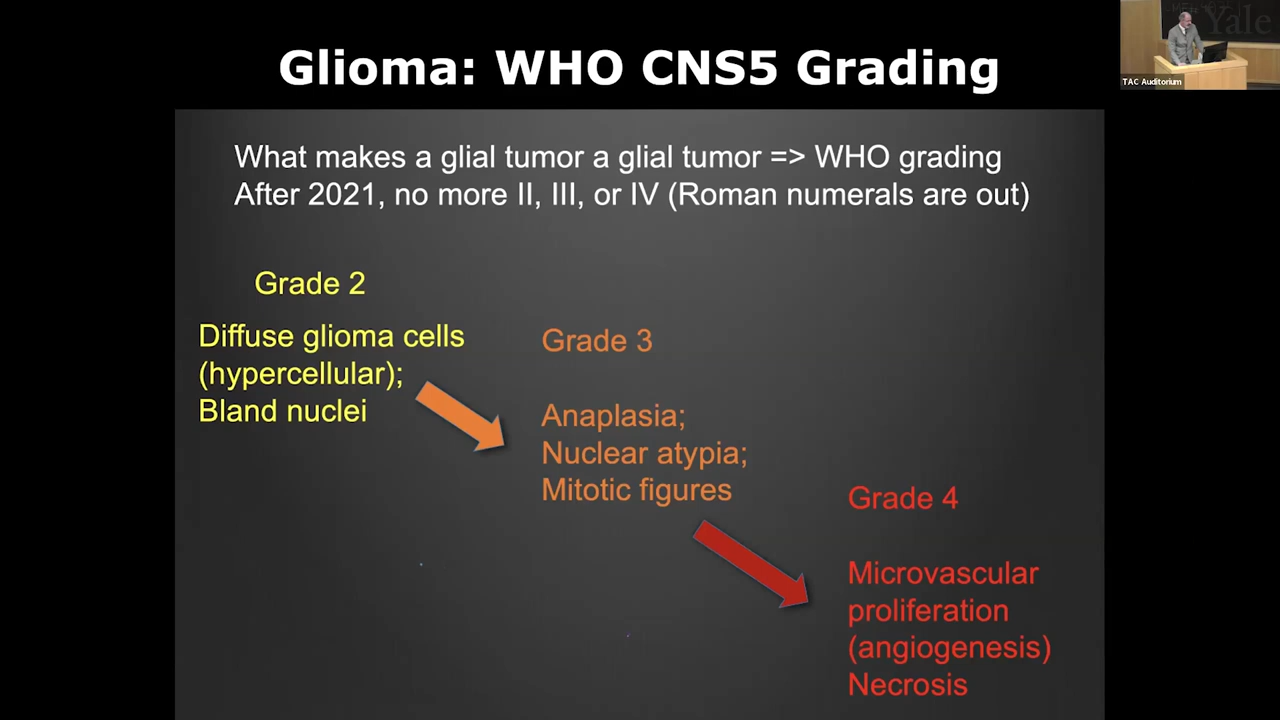 Glioma: WHO CNS5 Grading
Yale
TAC Auditorium
What makes a glial tumor a glial tumor => WHO grading
After 2021, no more II, III, or IV (Roman numerals are out)
Grade 2
Diffuse glioma cells
(hypercellular);
Bland nuclei
Grade 3
Anaplasia;
Nuclear atypia;
Mitotic figures
Grade 4
Microvascular
proliferation
(angiogenesis)
Necrosis